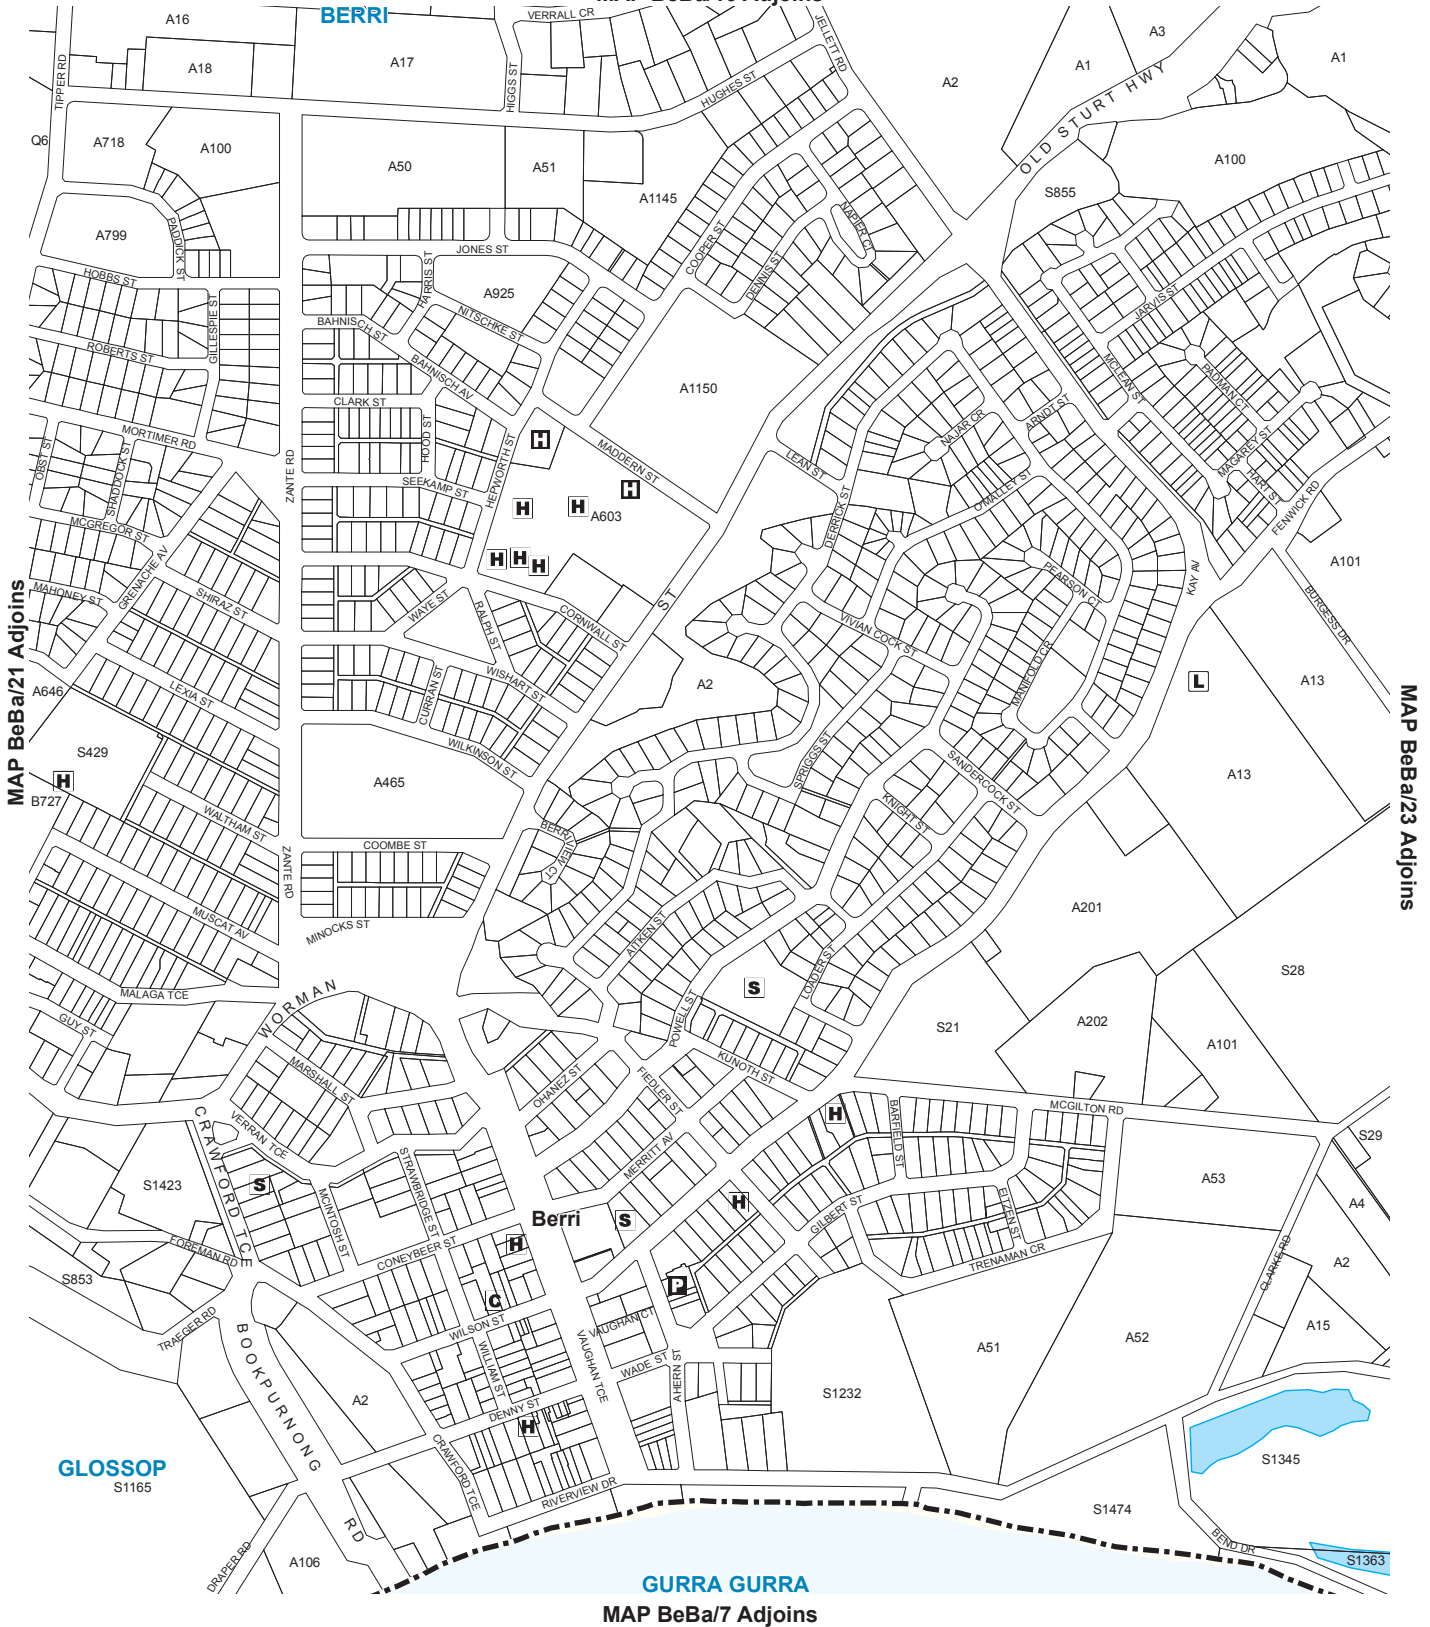 BERRI
VERRALL CR
A16
A18
A17
A2
A1
A3
A1
TIPPER RD
HIGGS ST
HUGHES ST
JELLETT RD
OLD STURT HWY
Q6
A718
A100
A50
A51
A1145
S855
A100
A799
PADDICK ST
JONES ST
HARRIS ST
A925
COOPER ST
DENNIS ST
NAPIER CT
HOBBS ST
GILLESPIE ST
BAHNISCH ST
NITSCHKE ST
JARVIS ST
ROBERTS ST
BAHNISCH AV
A1150
MCLEAN ST
PADMAN CT
CLARK ST
HOOD ST
NAJAR CR
ARNDT ST
MORTIMER RD
OBST ST
SHADDOCK ST
ZANTE RD
SEEKAMP ST
HEPWORTH ST
H
MADDERN ST
H
LEAN ST
MAGAREY ST
HART ST
FENWICK RD
O'MALLEY ST
DERRICK ST
H
H
A603
MCGREGOR ST
GRENACHE AV
H
H
H
PEARSON CT
KAY AV
A101
BURGESS DR
MAHONEY ST
SHIRAZ ST
WAYE ST
RALPH ST
CORNWALL ST
ST
VIVIAN COCK ST
MANIFOLD CR
WISHART ST
CURRAN ST
A646
LEXIA ST
A2
L
A13
MAP BeBa/21 Adjoins
MAP BeBa/23 Adjoins
S429
H
B727
WILKINSON ST
A465
SPRIGGS ST
SANDERCOCK ST
KNIGHT ST
A13
WALTHAM ST
COOMBE ST
BERRI VIEW CT
ZANTE RD
MUSCAT AV
MINOCKS ST
AITKEN ST
A201
LOADER ST
S
POWELL ST
S28
MALAGA TCE
WORMAN
GUY ST
S21
A202
A101
MARSHALL ST
KUNOTH ST
OHANEZ ST
FIEDLER ST
VERRAN TCE
CRAWFORD TCE
H
BARFIELD ST
MCGILTON RD
S29
MERRITT AV
STRAWBRIDGE ST
S1423
S
MCINTOSH ST
A53
A4
Berri
S
H
GILBERT ST
EITZEN ST
FOREMAN RD
CONEYBEER ST
H
TRENAMAN CR
CLARKE RD
A2
S853
P
C
TRAEGER RD
WILSON ST
VAUGHAN CT
A15
BOOKPURNONG
WILLIAM ST
VAUGHAN TCE
WADE ST
AHERN ST
A51
A52
A2
S1232
DENNY ST
H
GLOSSOP
S1165
CRAWFORD TCE
S1345
RIVERVIEW DR
S1474
RD
DRAPER RD
A106
BEND DR
S1363
GURRA GURRA
MAP BeBa/7 Adjoins